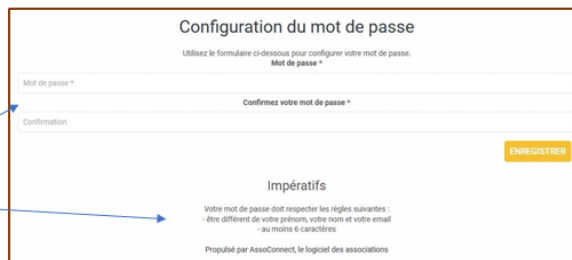 Configuration du mot de passe
Utilisez le formulaire ci-dessous pour configurer votre mot de passe.
Mot de passe *
Mot de passe *
Confirmez votre mot de passe *
Confirmation
ENREGISTRER
Impératifs
Votre mot de passe doit respecter les règles suivantes :
- être différent de votre prénom, votre nom et votre email
- au moins 6 caractères
Propulsé par AssoConnect, le logiciel des associations